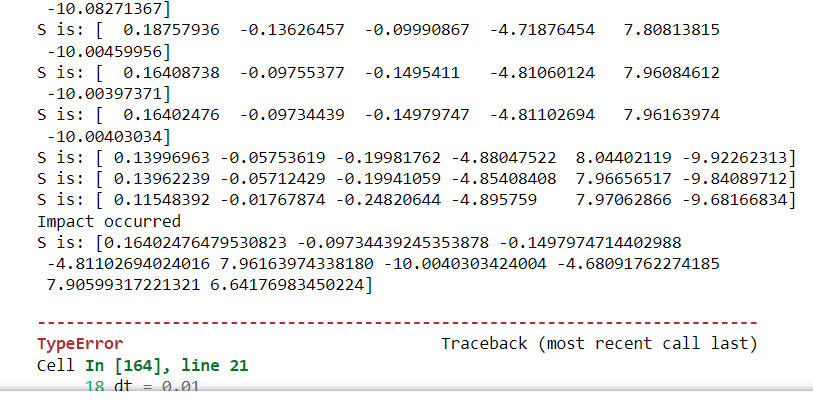 -10.08271367]
S is: [  0.18757936  -0.13626457  -0.09990867  -4.71876454   7.80813815
 -10.00459956]
S is: [  0.16408738  -0.09755377  -0.1495411   -4.81060124   7.96084612
 -10.00397371]
S is: [  0.16402476  -0.09734439  -0.14979747  -4.81102694   7.96163974
 -10.00403034]
S is: [ 0.13996963 -0.05753619 -0.19981762 -4.88047522  8.04402119 -9.92262313]
S is: [ 0.13962239 -0.05712429 -0.19941059 -4.85408408  7.96656517 -9.84089712]
S is: [ 0.11548392 -0.01767874 -0.24820644 -4.895759    7.97062866 -9.68166834]
Impact occurred
S is: [0.16402476479530823 -0.09734439245353878 -0.1497974714402988
 -4.81102694024016 7.96163974338180 -10.0040303424004 -4.68091762274185
 7.90599317221321 6.64176983450224]
---------------------------------------------------------------------------
TypeError                                 Traceback (most recent call last)
Cell In [164], line 21
     18 dt = 0.01